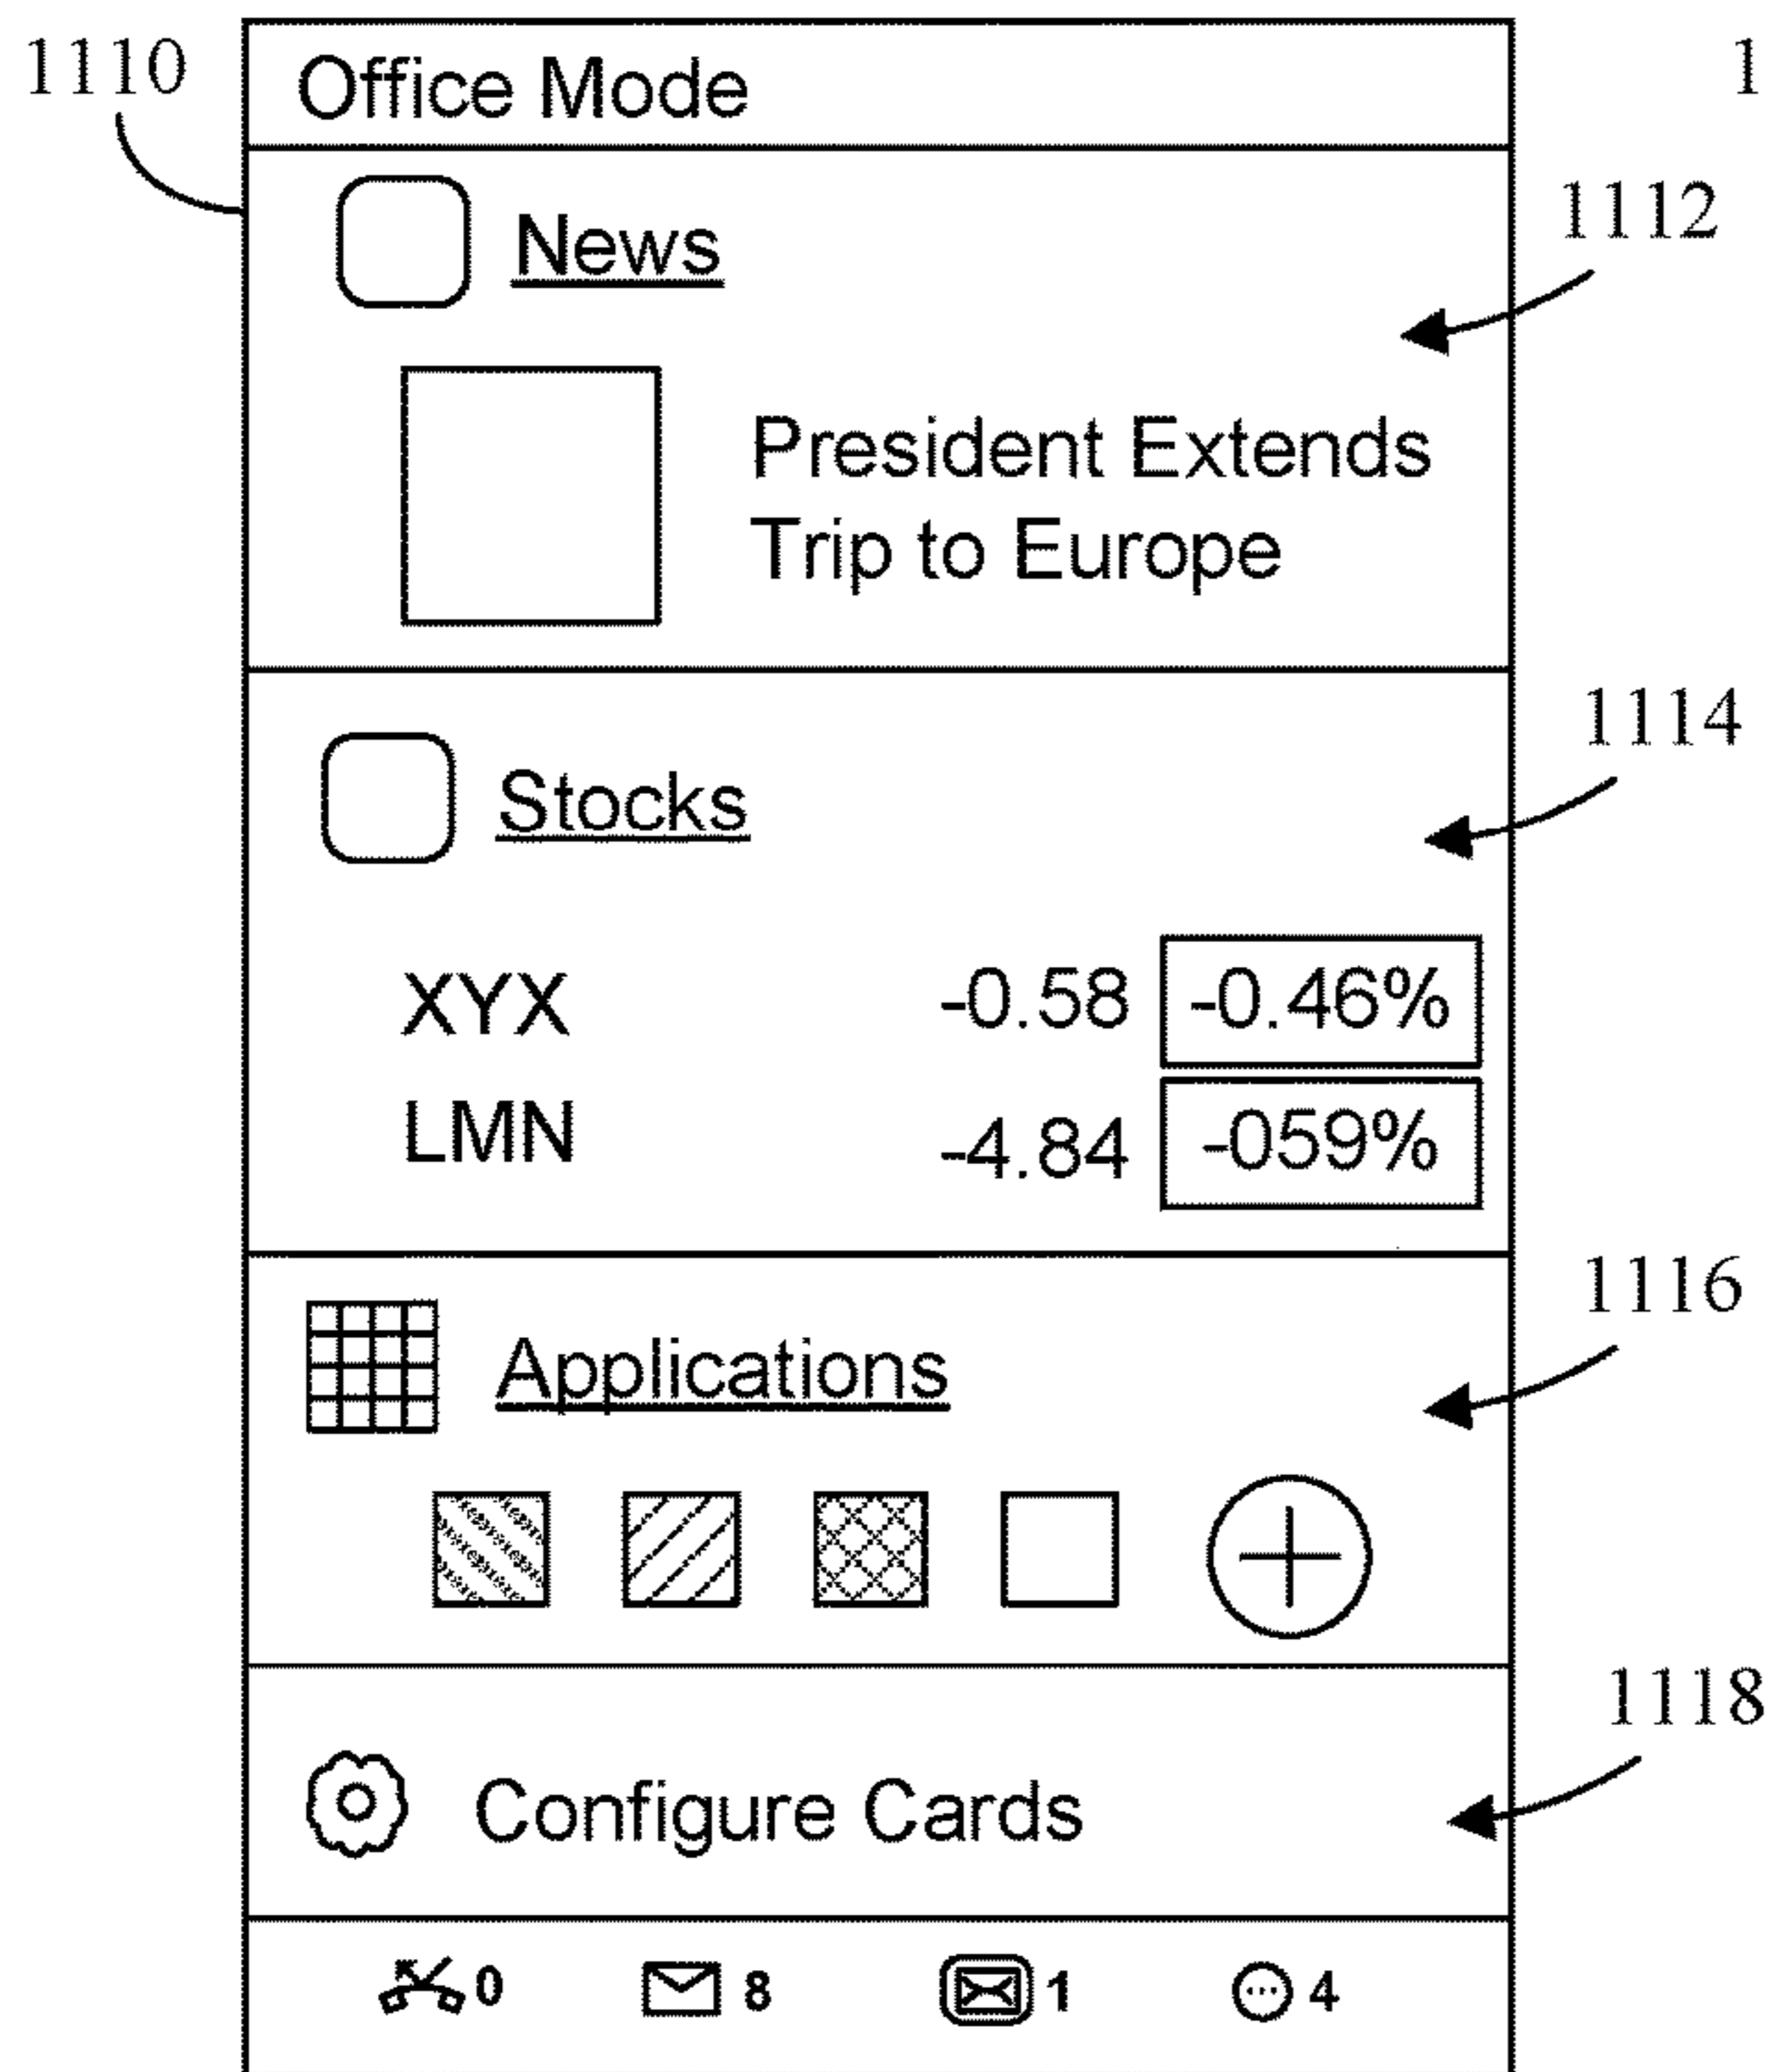 1110
Office Mode
1
1112
News
President Extends
Trip to Europe
1114
Stocks
XYX -0.58 -0.46%
LMN -4.84 -059%
1116
Applications
1118
Configure Cards
0 8 1 4